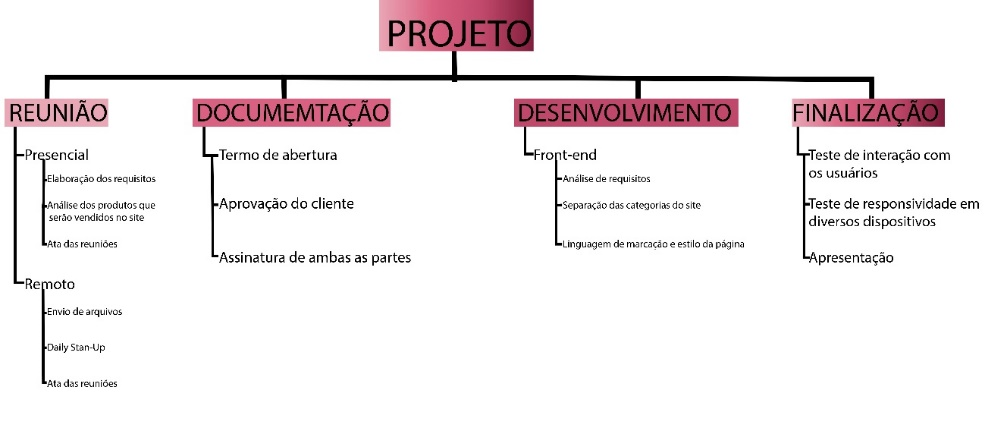 PROJETO
REUNIÃO
Presencial
Elaboração dos requisitos
Análise dos produtos que
serão vendidos no site
Ata das reuniões
Remoto
Envio de arquivos
Daily Stan-Up
Ata das reuniões
DOCUMEMTAÇÃO
Termo de abertura
Aprovação do cliente
Assinatura de ambas as partes
DESENVOLVIMENTO
Front-end
Análise de requisitos
Separação das categorias do site
Linguagem de marcação e estilo da página
FINALIZAÇÃO
Teste de interação com
os usuários
Teste de responsividade em
diversos dispositivos
Apresentação